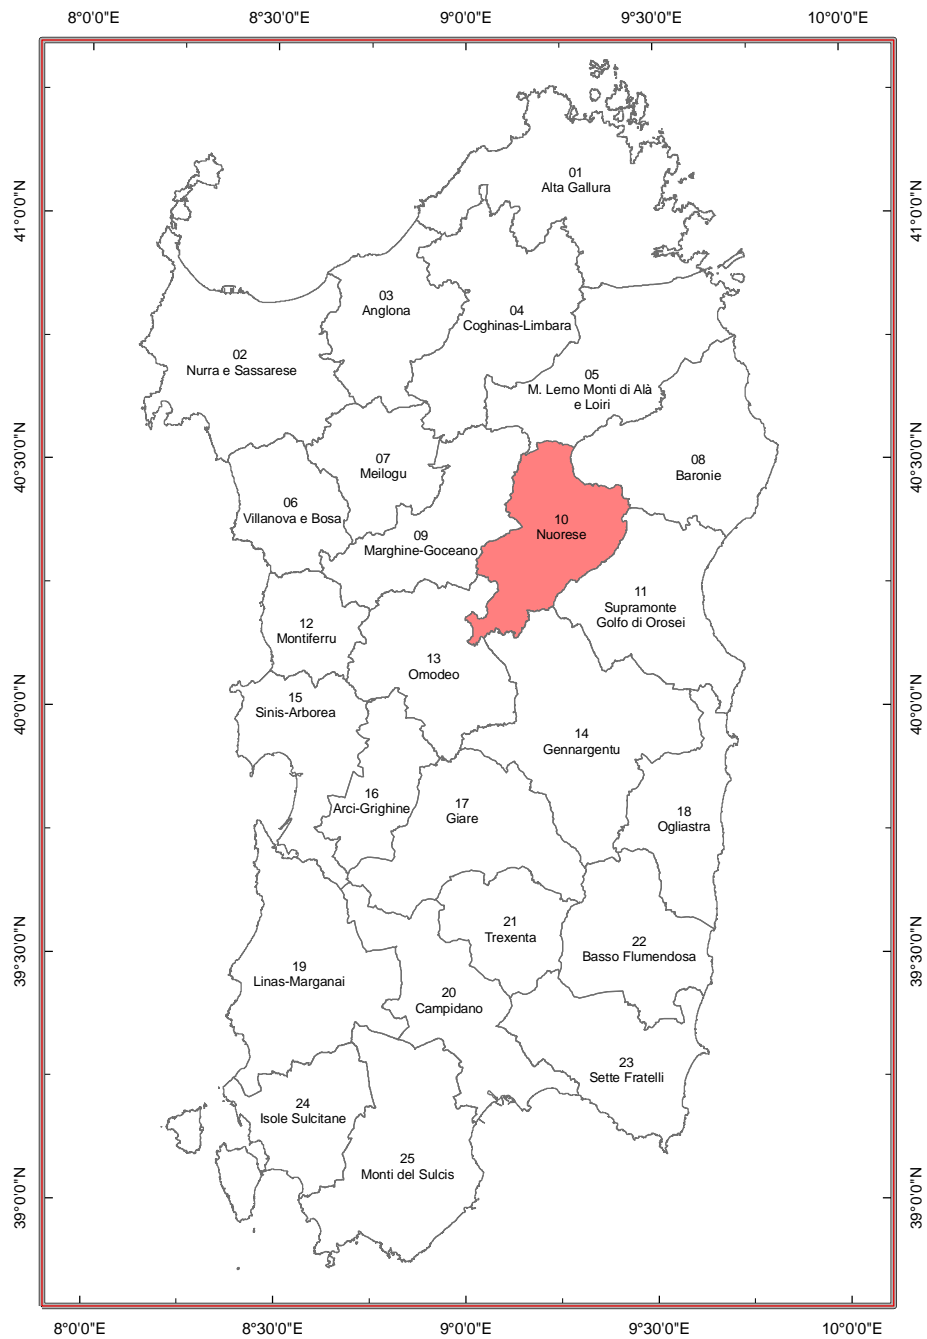 8°0'0"E 8°30'0"E 9°0'0"E 9°30'0"E 10°0'0"E
41°0'0"N
41°0'0"N
40°30'0"N
40°30'0"N
40°0'0"N
40°0'0"N
39°30'0"N
39°30'0"N
39°0'0"N
39°0'0"N
01
Alta Gallura
02
Nurra e Sassarese
03
Anglona
04
Coghinas-Limbara
05
M. Lerno Monti di Alà
e Loiri
06
Villanova e Bosa
07
Meilogu
08
Baronie
09
Marghine-Goceano
10
Nuorese
11
Supramonte
Golfo di Orosei
12
Montiferru
13
Omodeo
14
Gennargentu
15
Sinis-Arborea
16
Arci-Grighine
17
Giare
18
Ogliastra
19
Linas-Marganai
20
Campidano
21
Trexenta
22
Basso Flumendosa
23
Sette Fratelli
24
Isole Sulcitane
25
Monti del Sulcis
8°0'0"E 8°30'0"E 9°0'0"E 9°30'0"E 10°0'0"E